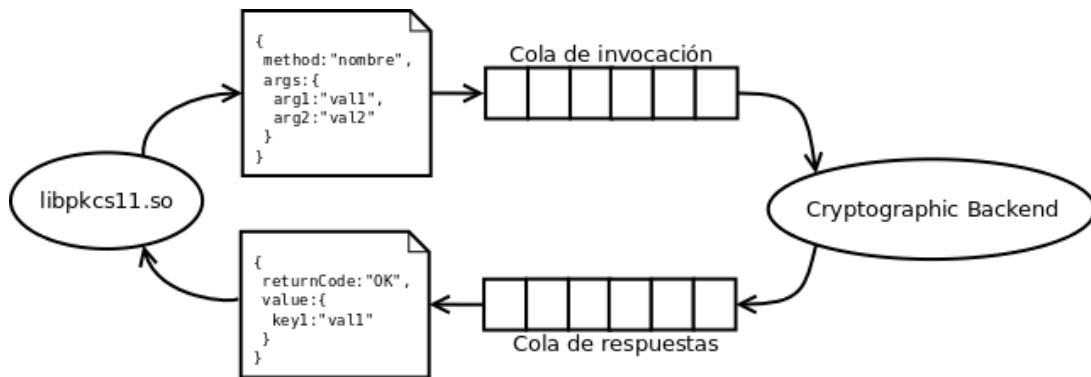 {
method:"nombre",
args:{
arg1:"val1",
arg2:"val2"
}
}
Cola de invocación
libpkcs11.so
Cryptographic Backend
{
returnCode:"OK",
value:{
key1:"val1"
}
}
Cola de respuestas